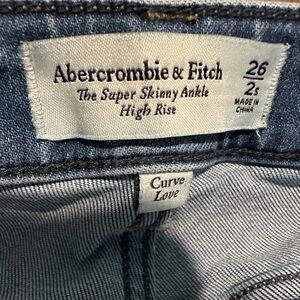 Abercrombie & Fitch
The Super Skinny Ankle
High Rise
26
2s
MADE IN
CHINA
Curve
Love